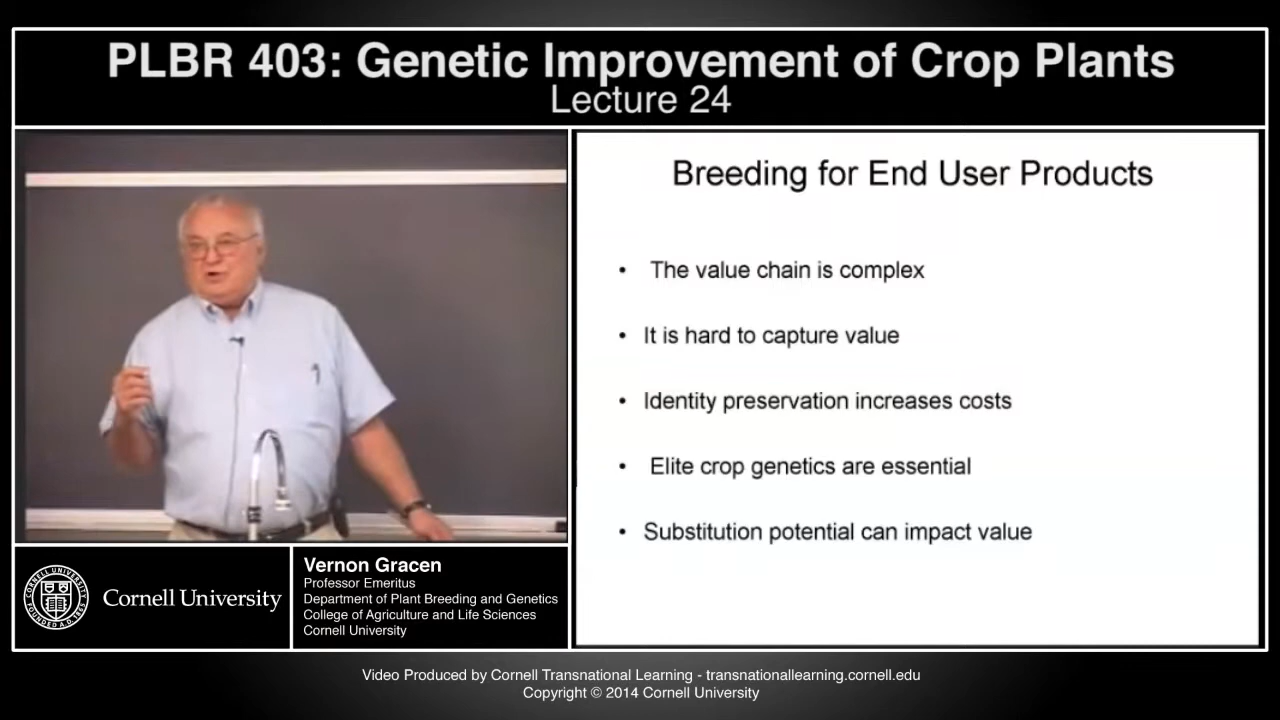 PLBR 403: Genetic Improvement of Crop Plants
Lecture 24
Breeding for End User Products
• The value chain is complex
• It is hard to capture value
• Identity preservation increases costs
• Elite crop genetics are essential
• Substitution potential can impact value
Cornell University
Vernon Gracen
Professor Emeritus
Department of Plant Breeding and Genetics
College of Agriculture and Life Sciences
Cornell University
Video Produced by Cornell Transnational Learning - transnationallearning.cornell.edu
Copyright © 2014 Cornell University